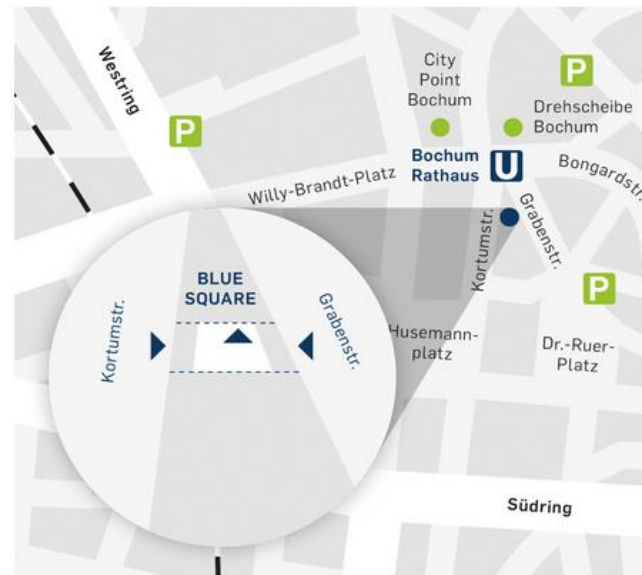 Westring
P
City
Point
Bochum
P
Drehscheibe
Bochum
Bochum
Rathaus
U
Bongardstr.
Willy-Brandt-Platz
Kortumstr.
Grabenstr.
P
BLUE
SQUARE
Kortumstr.
Grabenstr.
Husemann-
platz
Dr.-Ruer-
Platz
Südring